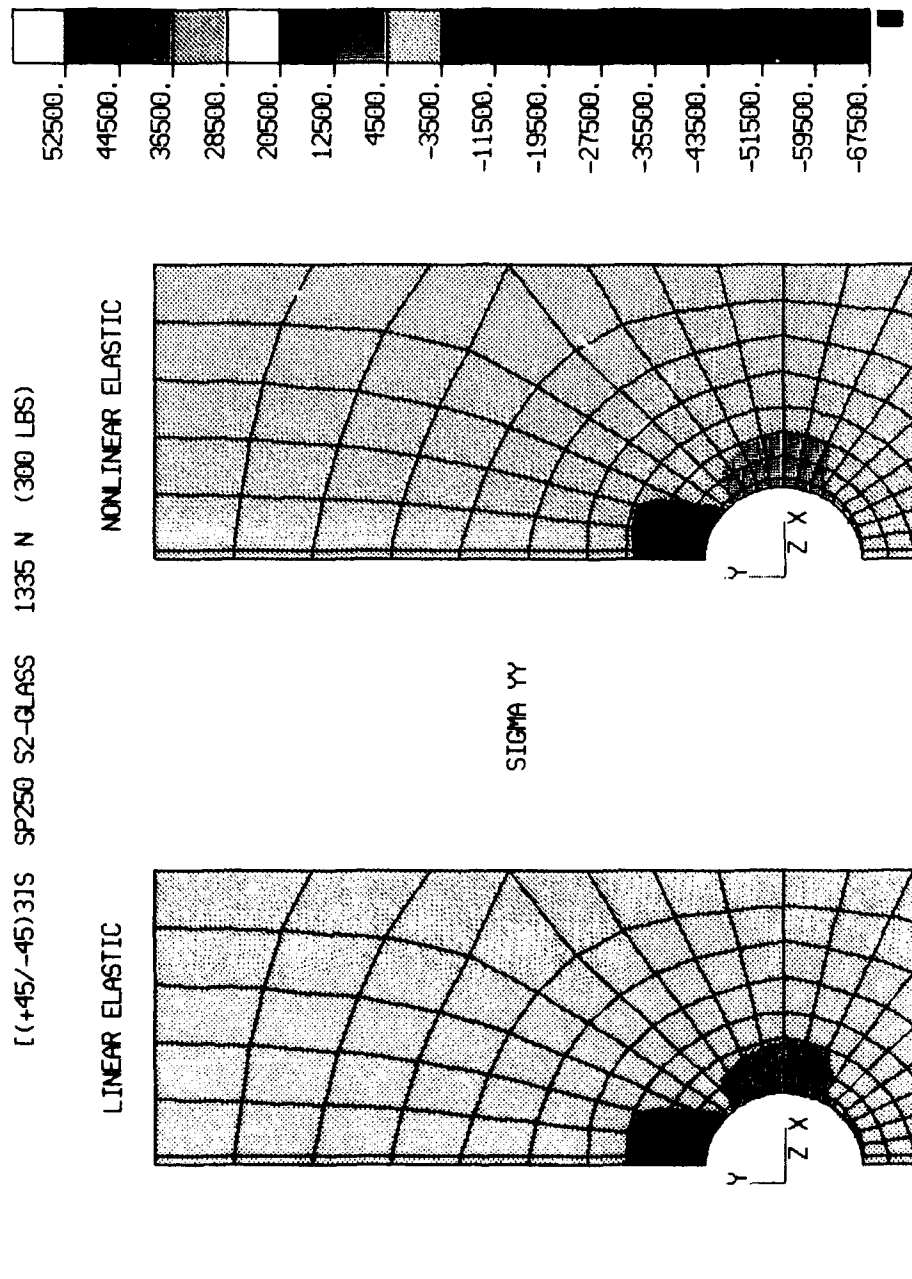 [(+45/-45)3]S SP250 S2-GLASS 1335 N (300 LBS)
LINEAR ELASTIC
NONLINEAR ELASTIC
SIGMA YY
Y
Z X
Y
Z X
52500.
44500.
36500.
28500.
20500.
12500.
4500.
-3500.
-11500.
-19500.
-27500.
-35500.
-43500.
-51500.
-59500.
-67500.